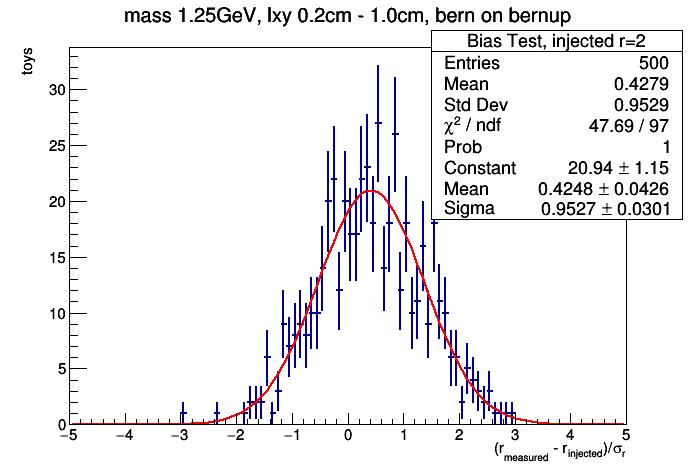 mass 1.25GeV, lxy 0.2cm - 1.0cm, bern on bernup
Bias Test, injected r=2
Entries 500
Mean 0.4279
Std Dev 0.9529
χ² / ndf 47.69 / 97
Prob 1
Constant 20.94 ± 1.15
Mean 0.4248 ± 0.0426
Sigma 0.9527 ± 0.0301
toys
30
25
20
15
10
5
0
−5 −4 −3 −2 −1 0 1 2 3 4 5
(r_measured - r_injected)/σ_r